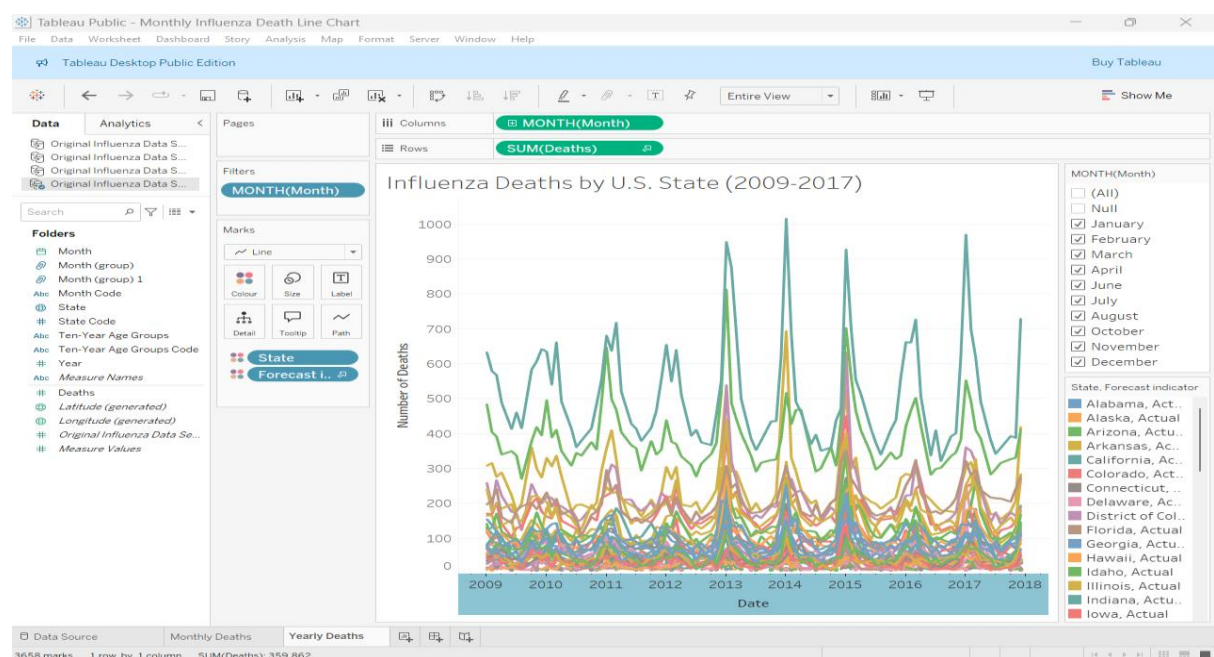 Tableau Public - Monthly Influenza Death Line Chart
File Data Worksheet Dashboard Story Analysis Map Format Server Window Help
Tableau Desktop Public Edition
Buy Tableau
Entire View
Show Me
Data Analytics
Original Influenza Data S...
Original Influenza Data S...
Original Influenza Data S...
Original Influenza Data S...
Search
Folders
Month
Month (group)
Month (group) 1
Abc Month Code
State
# State Code
Abc Ten-Year Age Groups
Abc Ten-Year Age Groups Code
# Year
Abc Measure Names
# Deaths
Latitude (generated)
Longitude (generated)
# Original Influenza Data Se...
# Measure Values
Pages
Filters
MONTH(Month)
Marks
Line
Colour Size Label
Detail Tooltip Path
State
Forecast i..
iii Columns
MONTH(Month)
Rows
SUM(Deaths)
Influenza Deaths by U.S. State (2009-2017)
Number of Deaths
1000
900
800
700
600
500
400
300
200
100
0
2009 2010 2011 2012 2013 2014 2015 2016 2017 2018
Date
MONTH(Month)
(All)
Null
January
February
March
April
June
July
August
October
November
December
State, Forecast indicator
Alabama, Act..
Alaska, Actual
Arizona, Actu..
Arkansas, Ac..
California, Ac..
Colorado, Act..
Connecticut, ..
Delaware, Ac..
District of Col..
Florida, Actual
Georgia, Actu..
Hawaii, Actual
Idaho, Actual
Illinois, Actual
Indiana, Actu..
Iowa, Actual
Data Source Monthly Deaths Yearly Deaths
3658 marks 1 row by 1 column SUM(Deaths): 359,862